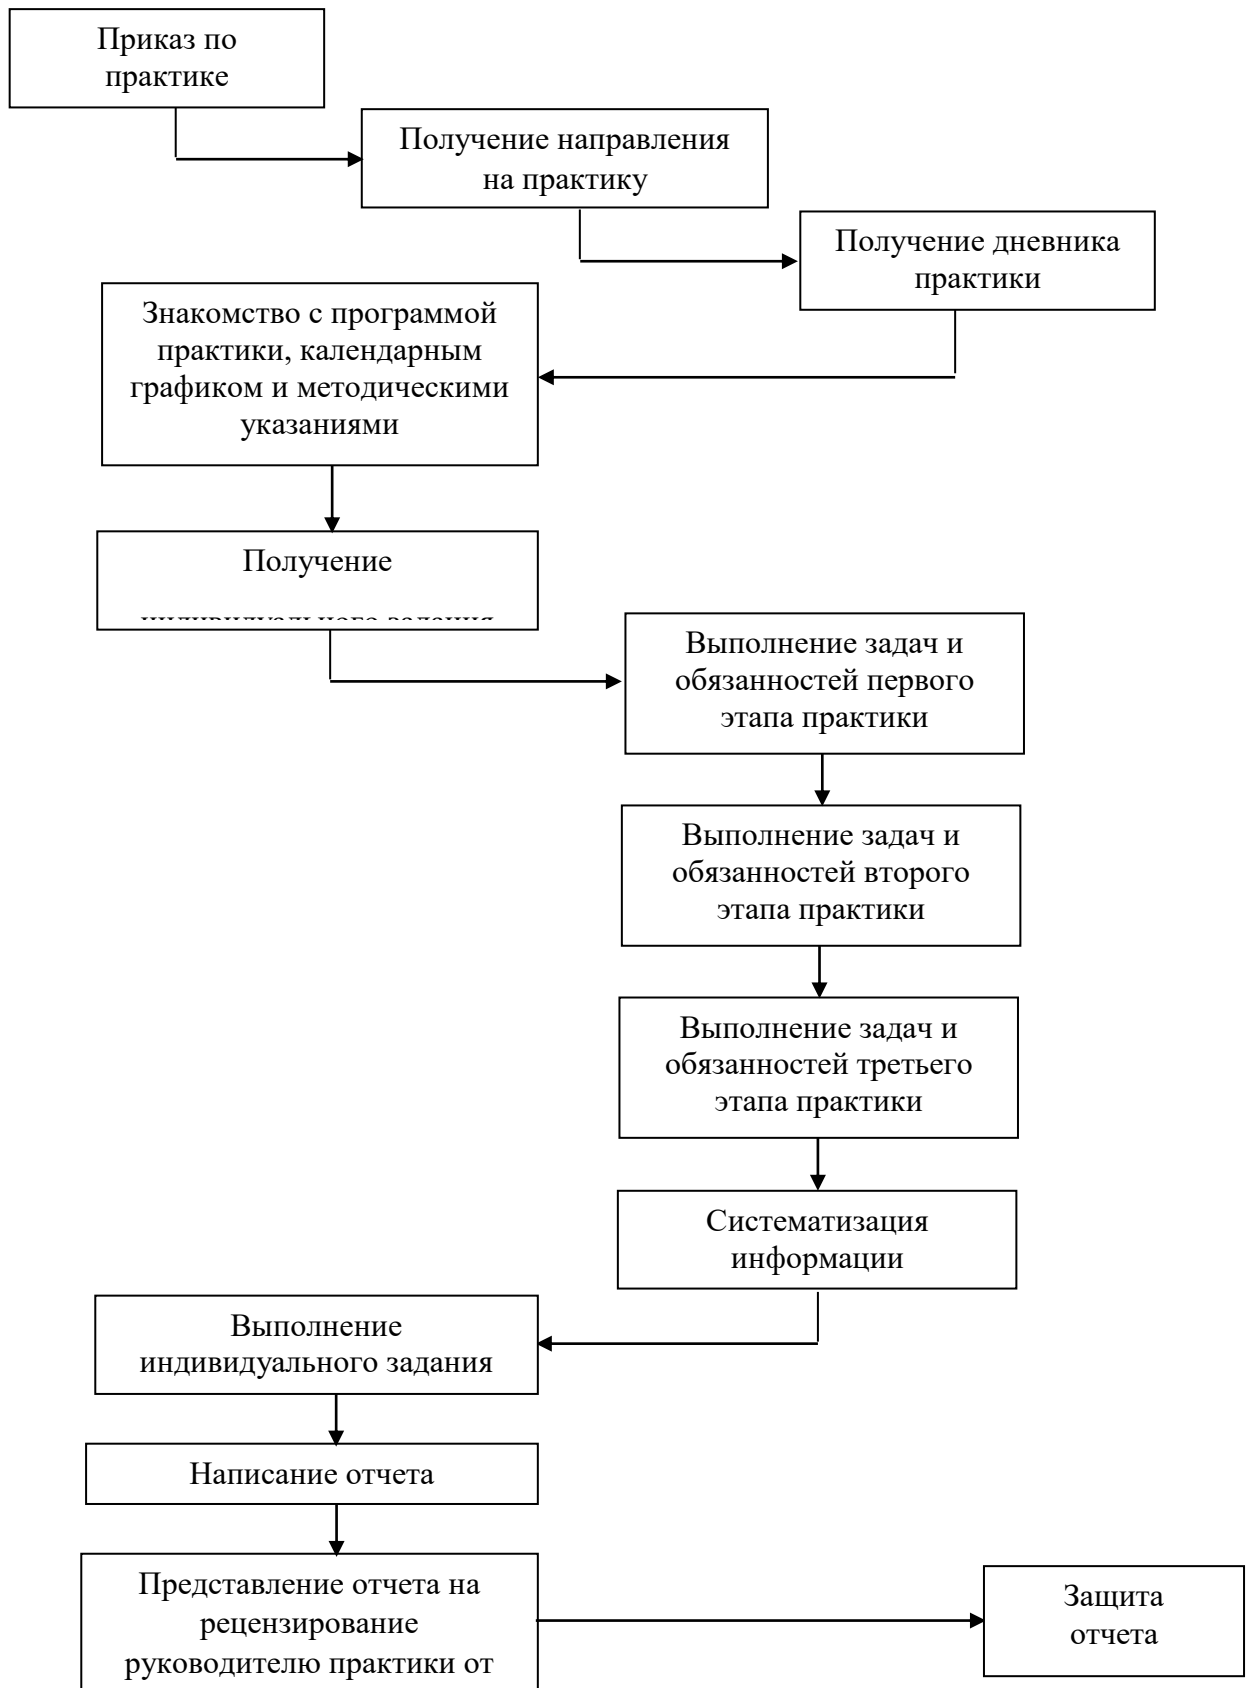 Приказ по
практике
Получение направления
на практику
Получение дневника
практики
Знакомство с программой
практики, календарным
графиком и методическими
указаниями
Получение
индивидуального задания
Выполнение задач и
обязанностей первого
этапа практики
Выполнение задач и
обязанностей второго
этапа практики
Выполнение задач и
обязанностей третьего
этапа практики
Систематизация
информации
Выполнение
индивидуального задания
Написание отчета
Представление отчета на
рецензирование
руководителю практики от
Защита
отчета